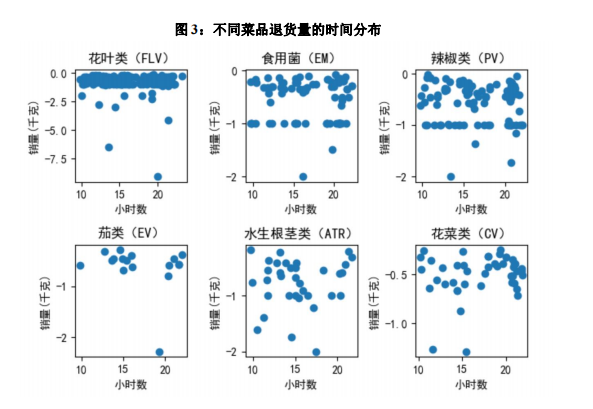 图 3：不同菜品退货量的时间分布
花叶类（FLV）
食用菌（EM）
辣椒类（PV）
0.0
-2.5
-5.0
-7.5
销量(千克)
10 15 20
小时数
0
-1
-2
销量(千克)
10 15 20
小时数
0
-1
-2
销量(千克)
10 15 20
小时数
茄类（EV）
水生根茎类（ATR）
花菜类（CV）
-1
-2
销量(千克)
10 15 20
小时数
-1
-2
销量(千克)
10 15 20
小时数
-0.5
-1.0
销量(千克)
10 15 20
小时数